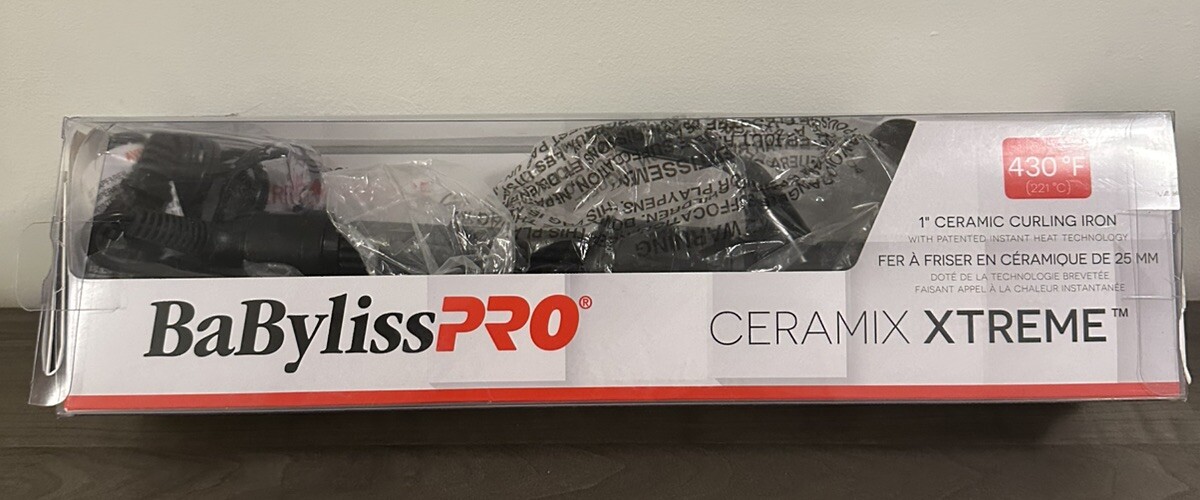 430 °F
(221 °C)
1" CERAMIC CURLING IRON
WITH PATENTED INSTANT HEAT TECHNOLOGY
FER À FRISER EN CÉRAMIQUE DE 25 MM
DOTÉ DE LA TECHNOLOGIE BREVETÉE
FAISANT APPEL À LA CHALEUR INSTANTANÉE
BaBylissPRO®
CERAMIX XTREME™
WARNING